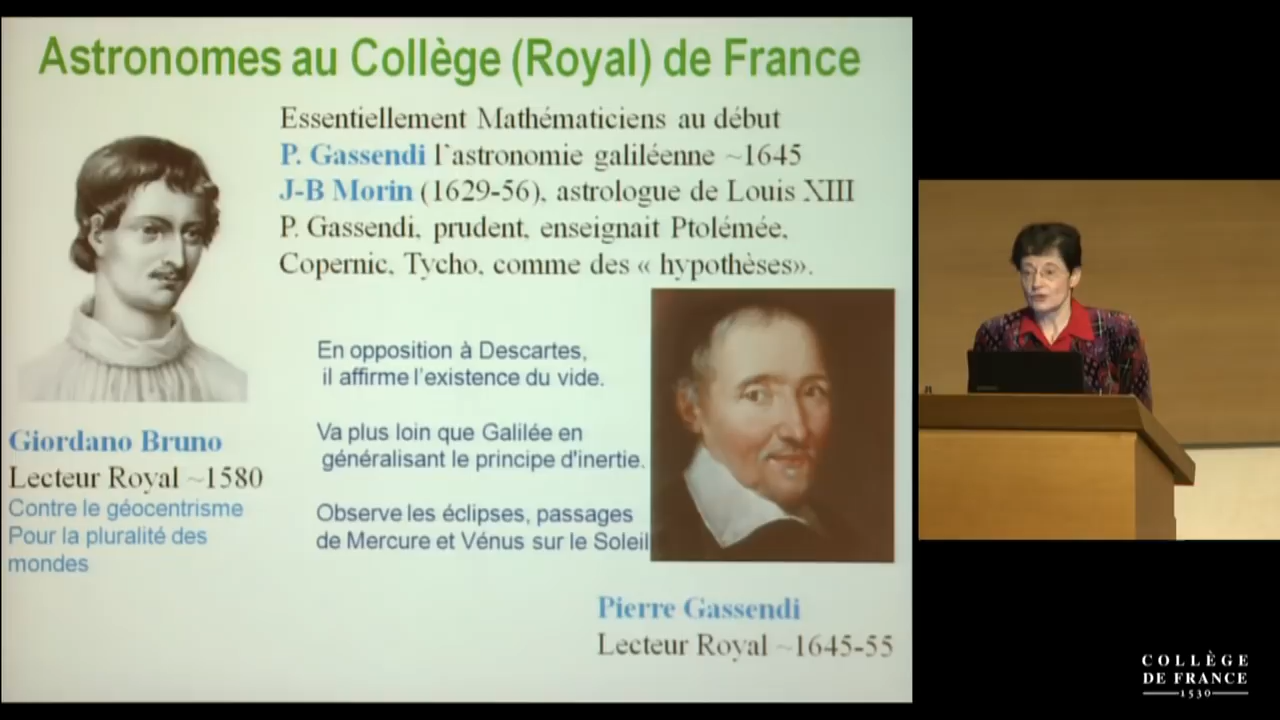 Astronomes au Collège (Royal) de France
Essentiellement Mathématiciens au début
P. Gassendi l'astronomie galiléenne ~1645
J-B Morin (1629-56), astrologue de Louis XIII
P. Gassendi, prudent, enseignait Ptolémée,
Copernic, Tycho, comme des « hypothèses».
En opposition à Descartes,
il affirme l'existence du vide.
Va plus loin que Galilée en
généralisant le principe d'inertie.
Observe les éclipses, passages
de Mercure et Vénus sur le Soleil
Giordano Bruno
Lecteur Royal ~1580
Contre le géocentrisme
Pour la pluralité des
mondes
Pierre Gassendi
Lecteur Royal ~1645-55
COLLÈGE
DE FRANCE
1530